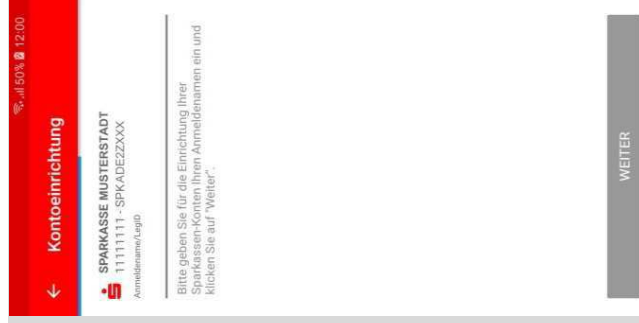 50% 12:00
← Kontoeinrichtung
SPARKASSE MUSTERSTADT
11111111 - SPKADE2ZXXX
Anmeldename/LegiD
Bitte geben Sie für die Einrichtung Ihrer
Sparkassen-Konten Ihren Anmeldenamen ein und
klicken Sie auf "Weiter".
WEITER